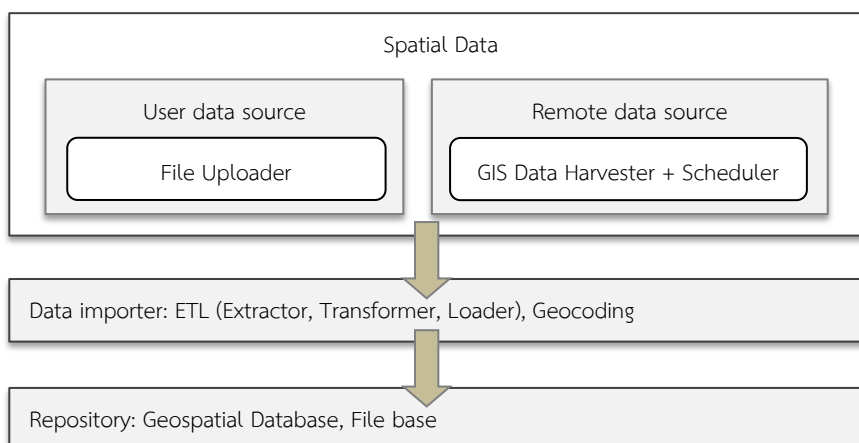 Spatial Data
User data source
Remote data source
File Uploader
GIS Data Harvester + Scheduler
Data importer: ETL (Extractor, Transformer, Loader), Geocoding
Repository: Geospatial Database, File base